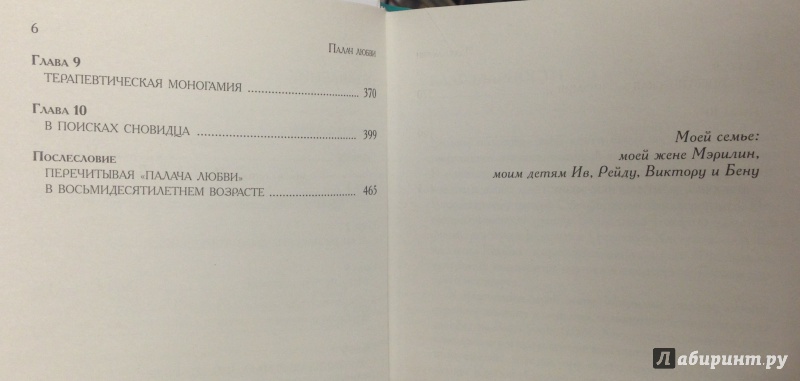 6
Палач любви
Глава 9
Терапевтическая моногамия ........ 370
Глава 10
В поисках сновидца ........ 399
Послесловие
Перечитывая «Палача любви»
в восьмидесятилетнем возрасте ........ 465
Моей семье:
моей жене Мэрилин,
моим детям Ив, Рейду, Виктору и Бену
Лабиринт.ру